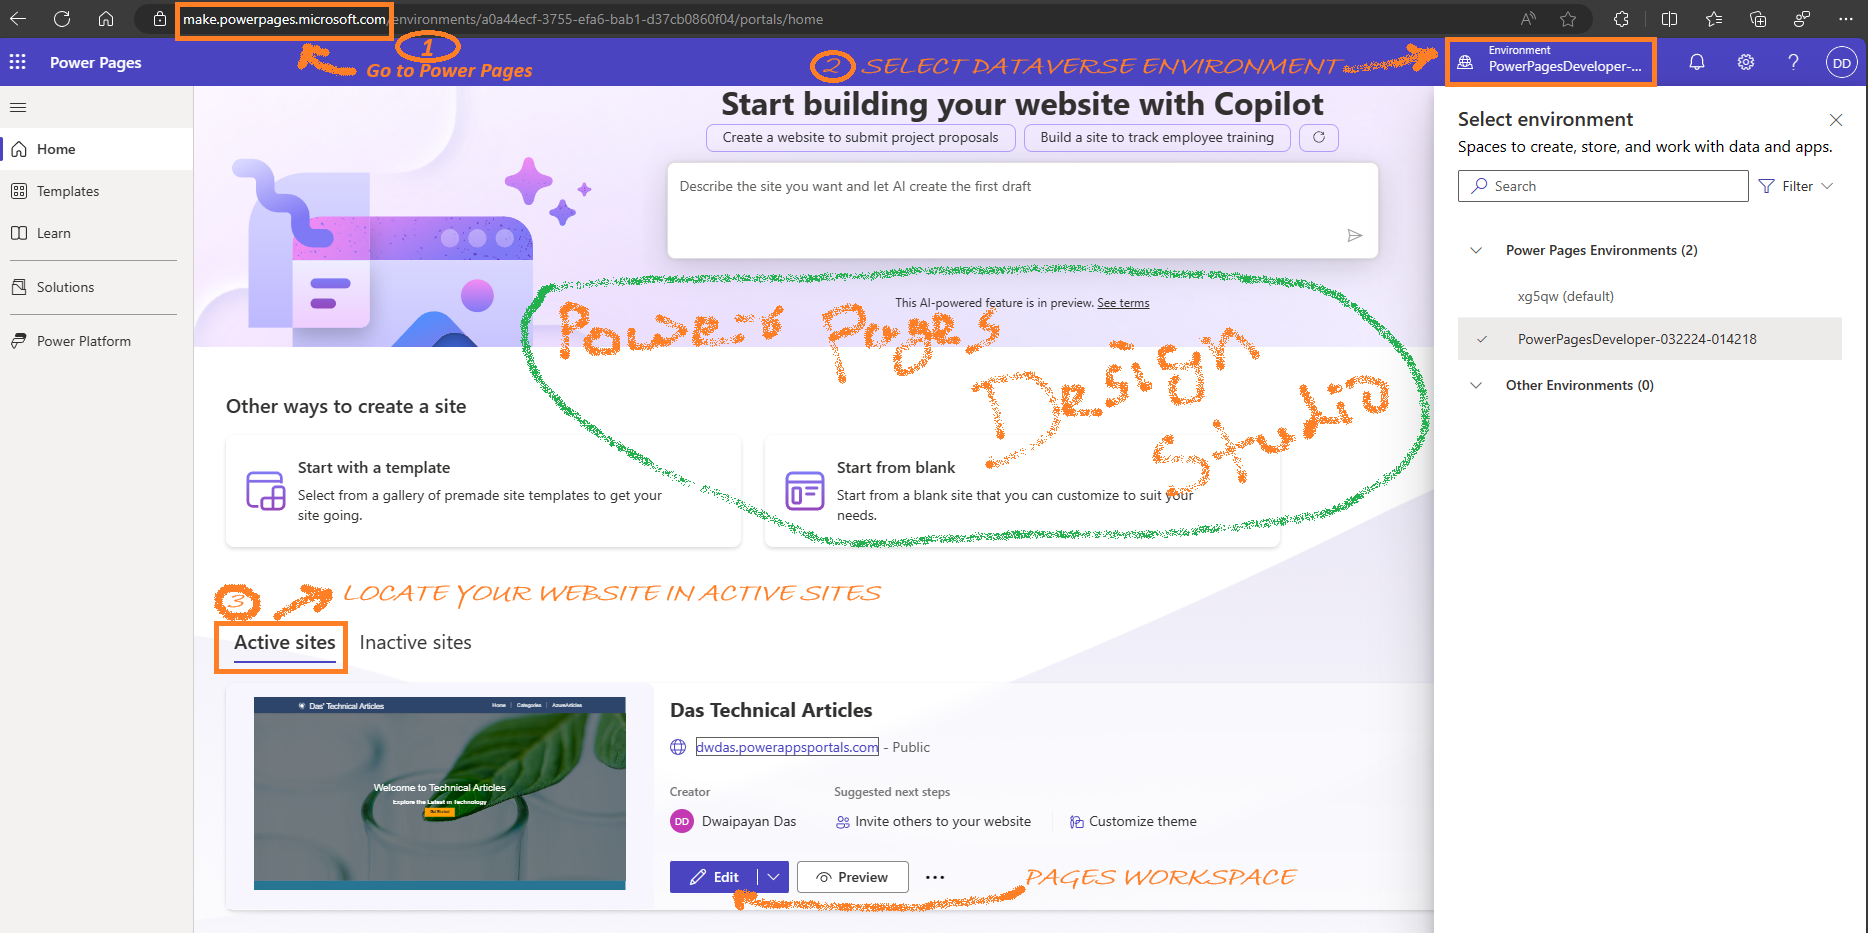 make.powerpages.microsoft.com/environments/a0a44ecf-3755-efa6-bab1-d37cb0860f04/portals/home
1
Go to Power Pages
2 SELECT DATAVERSE ENVIRONMENT
Power Pages
Environment
PowerPagesDeveloper-...
DD
Home
Templates
Learn
Solutions
Power Platform
Start building your website with Copilot
Create a website to submit project proposals
Build a site to track employee training
Describe the site you want and let AI create the first draft
This AI-powered feature is in preview. See terms
Power Pages
Design
Studio
Other ways to create a site
Start with a template
Select from a gallery of premade site templates to get your
site going.
Start from blank
Start from a blank site that you can customize to suit your
needs.
3 LOCATE YOUR WEBSITE IN ACTIVE SITES
Active sites
Inactive sites
Das' Technical Articles
Home | Categories | AzureArticles
Welcome to Technical Articles
Explore the Latest in Technology
Get Started
Das Technical Articles
dwdas.powerappsportals.com - Public
Creator
DD Dwaipayan Das
Suggested next steps
Invite others to your website
Customize theme
Edit
Preview
...
PAGES WORKSPACE
Select environment
Spaces to create, store, and work with data and apps.
Search
Filter
Power Pages Environments (2)
xg5qw (default)
PowerPagesDeveloper-032224-014218
Other Environments (0)